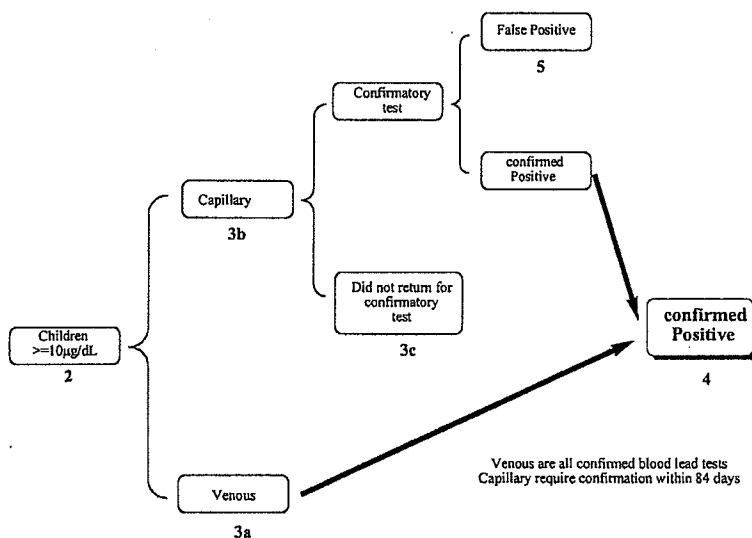 False Positive
5
Confirmatory
test
confirmed
Positive
Capillary
3b
Did not return for
confirmatory
test
3c
Children
>=10µg/dL
2
confirmed
Positive
4
Venous
3a
Venous are all confirmed blood lead tests
Capillary require confirmation within 84 days